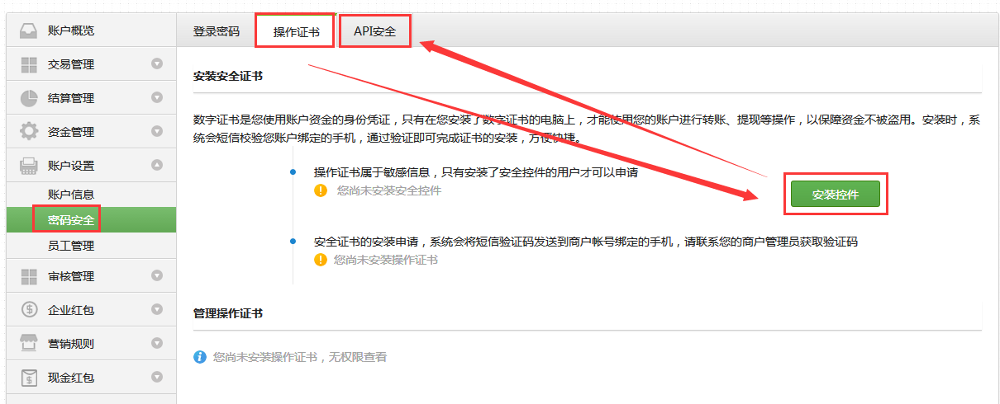 账户概览
交易管理
结算管理
资金管理
账户设置
账户信息
密码安全
员工管理
审核管理
企业红包
营销规则
现金红包
登录密码 操作证书 API安全
安装安全证书
数字证书是您使用账户资金的身份凭证，只有在您安装了数字证书的电脑上，才能使用您的账户进行转账、提现等操作，以保障资金不被盗用。安装时，系
统会短信校验您账户绑定的手机，通过验证即可完成证书的安装，方便快捷。
操作证书属于敏感信息，只有安装了安全控件的用户才可以申请
您尚未安装安全控件
安装控件
安全证书的安装申请，系统会将短信验证码发送到商户帐号绑定的手机，请联系您的商户管理员获取验证码
您尚未安装操作证书
管理操作证书
您尚未安装操作证书，无权限查看